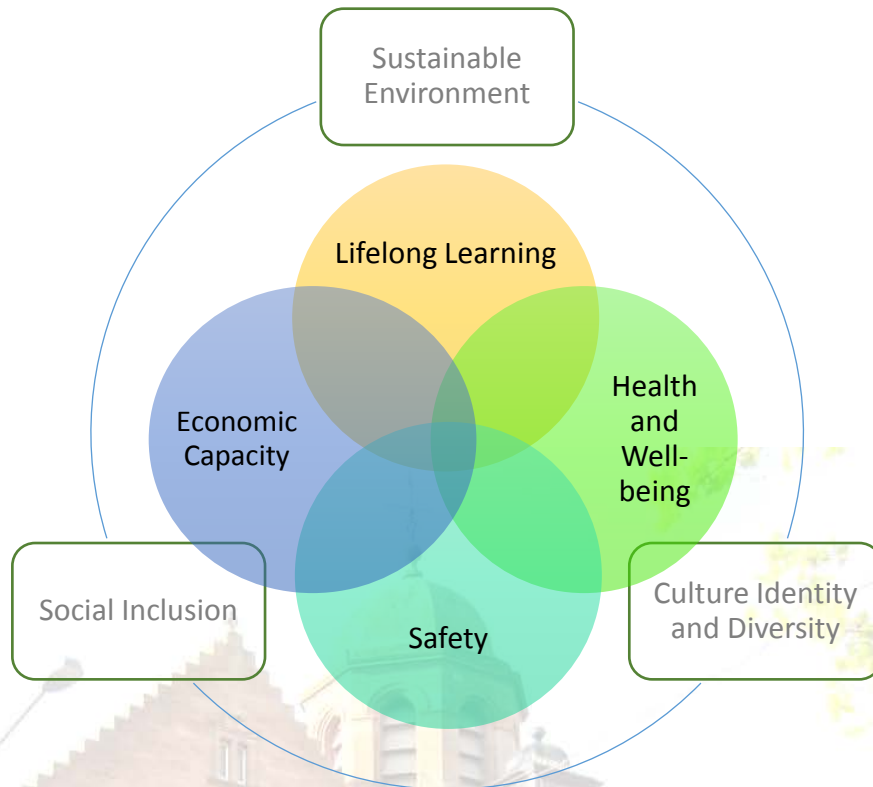 Sustainable
Environment
Lifelong Learning
Economic
Capacity
Health
and
Well-
being
Social Inclusion
Culture Identity
and Diversity
Safety